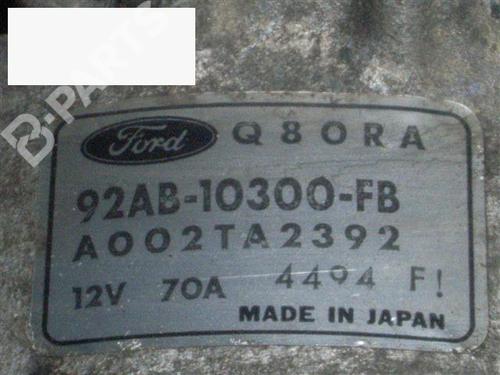 B-PARTS
Ford Q80RA
92AB-10300-FB
A002TA2392
12V 70A 4494 F!
MADE IN JAPAN